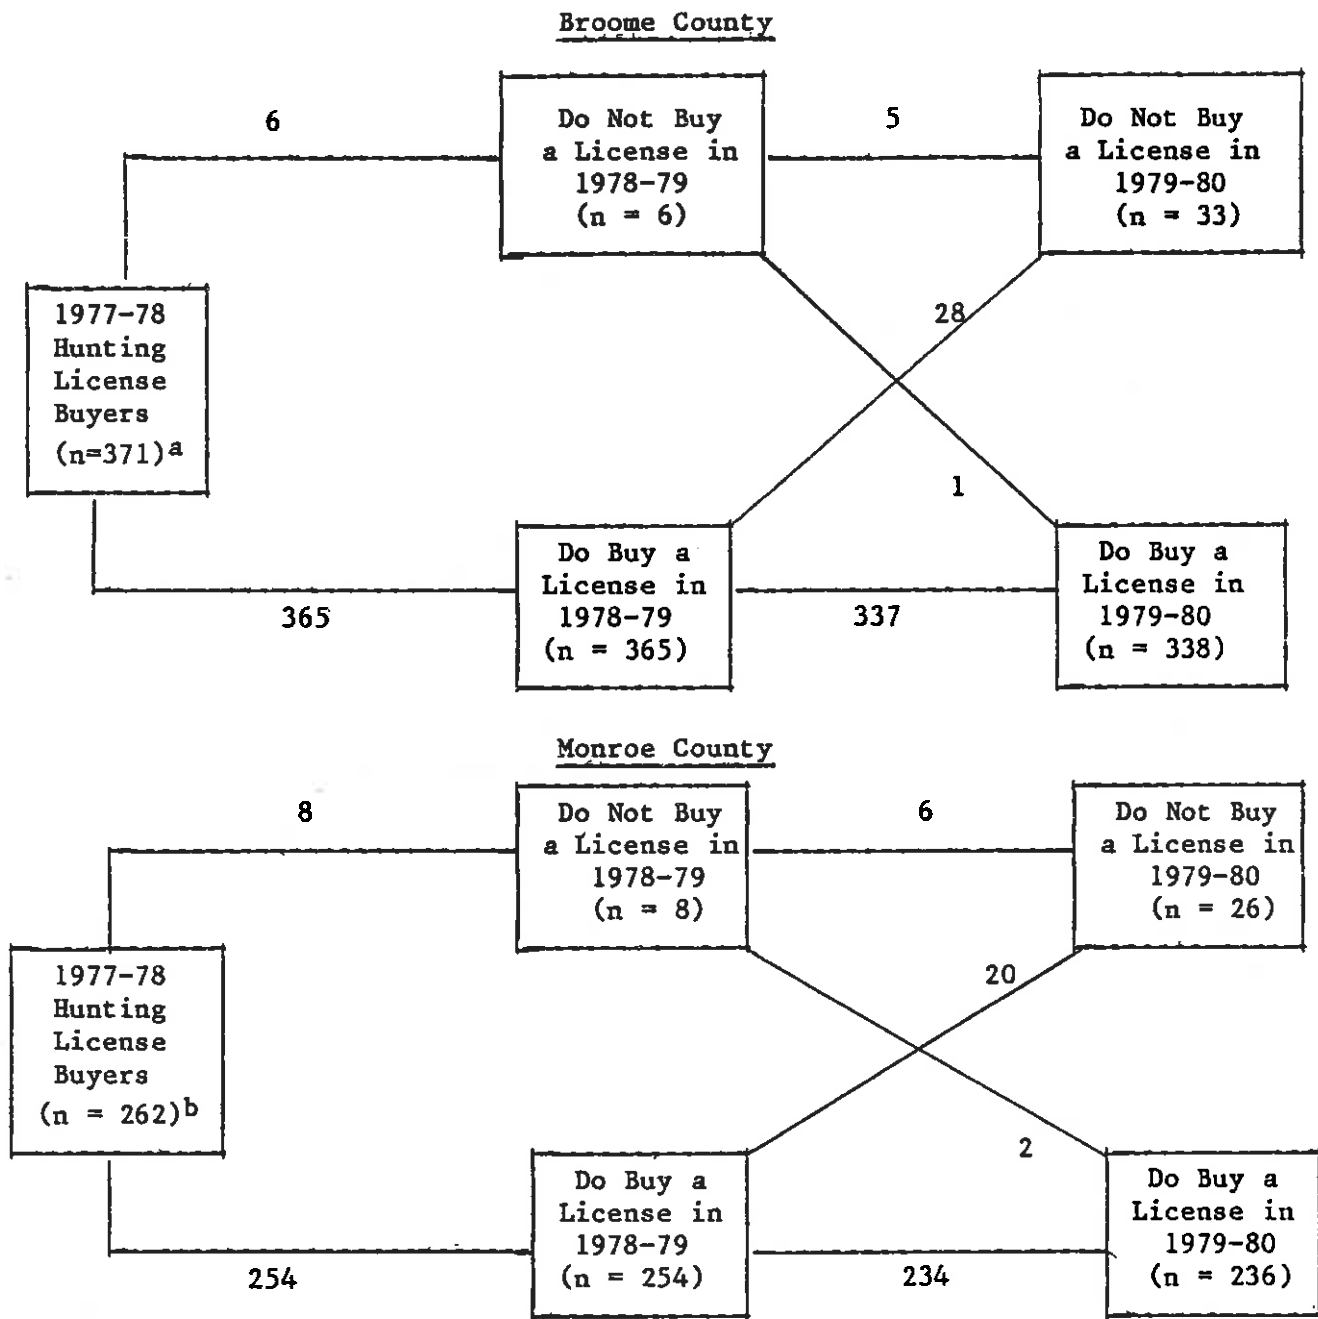 Broome County
6
Do Not Buy
a License in
1978-79
(n = 6)
5
Do Not Buy
a License in
1979-80
(n = 33)
1977-78
Hunting
License
Buyers
(n=371)a
28
1
365
Do Buy a
License in
1978-79
(n = 365)
337
Do Buy a
License in
1979-80
(n = 338)
Monroe County
8
Do Not Buy
a License in
1978-79
(n = 8)
6
Do Not Buy
a License in
1979-80
(n = 26)
1977-78
Hunting
License
Buyers
(n = 262)b
20
2
254
Do Buy a
License in
1978-79
(n = 254)
234
Do Buy a
License in
1979-80
(n = 236)